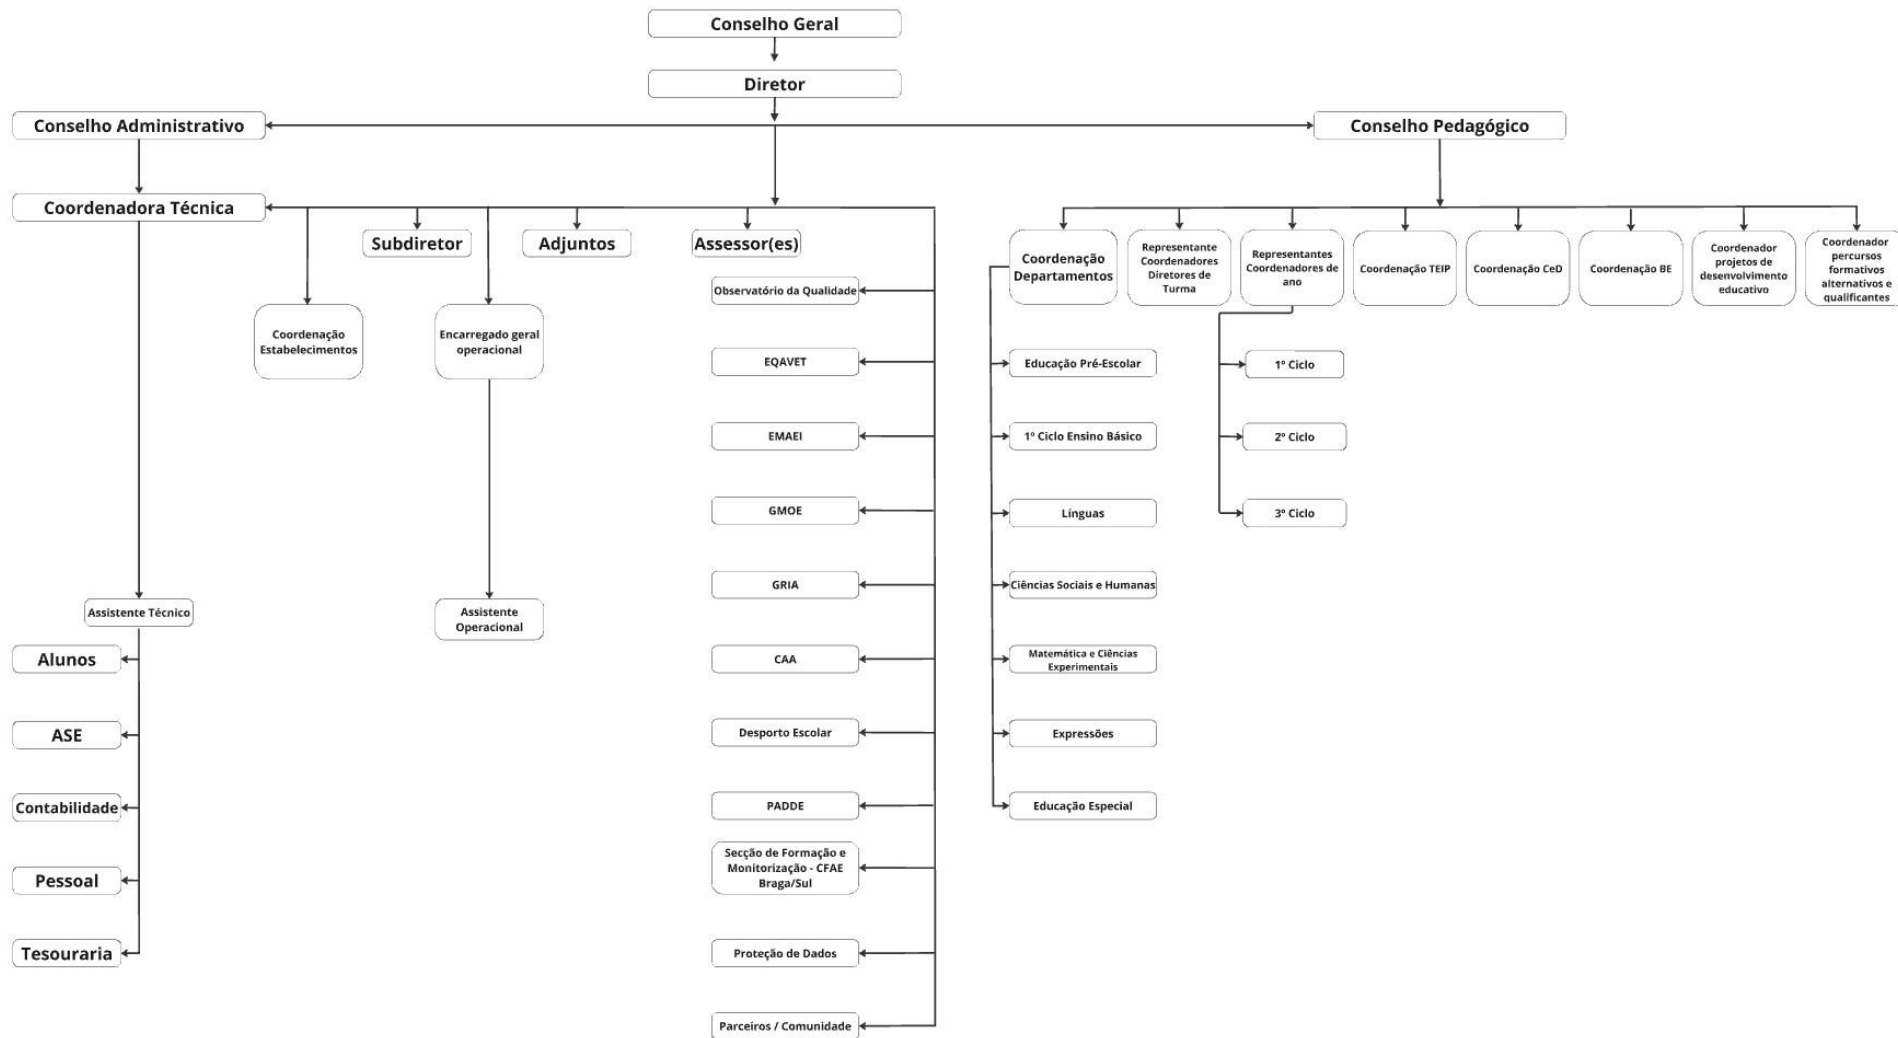 Conselho Geral
Diretor
Conselho Administrativo
Conselho Pedagógico
Coordenadora Técnica
Subdiretor
Adjuntos
Assessor(es)
Coordenação
Estabelecimentos
Encarregado geral
operacional
Assistente Técnico
Assistente
Operacional
Alunos
ASE
Contabilidade
Pessoal
Tesouraria
Observatório da Qualidade
EQAVET
EMAEI
GMOE
GRIA
CAA
Desporto Escolar
PADDE
Secção de Formação e
Monitorização - CFAE
Braga/Sul
Proteção de Dados
Parceiros / Comunidade
Coordenação
Departamentos
Representante
Coordenadores
Diretores de
Turma
Representantes
Coordenadores de
ano
Coordenação TEIP
Coordenação CeD
Coordenação BE
Coordenador
projetos de
desenvolvimento
educativo
Coordenador
percursos
formativos
alternativos e
qualificantes
Educação Pré-Escolar
1º Ciclo Ensino Básico
Línguas
Ciências Sociais e Humanas
Matemática e Ciências
Experimentais
Expressões
Educação Especial
1º Ciclo
2º Ciclo
3º Ciclo